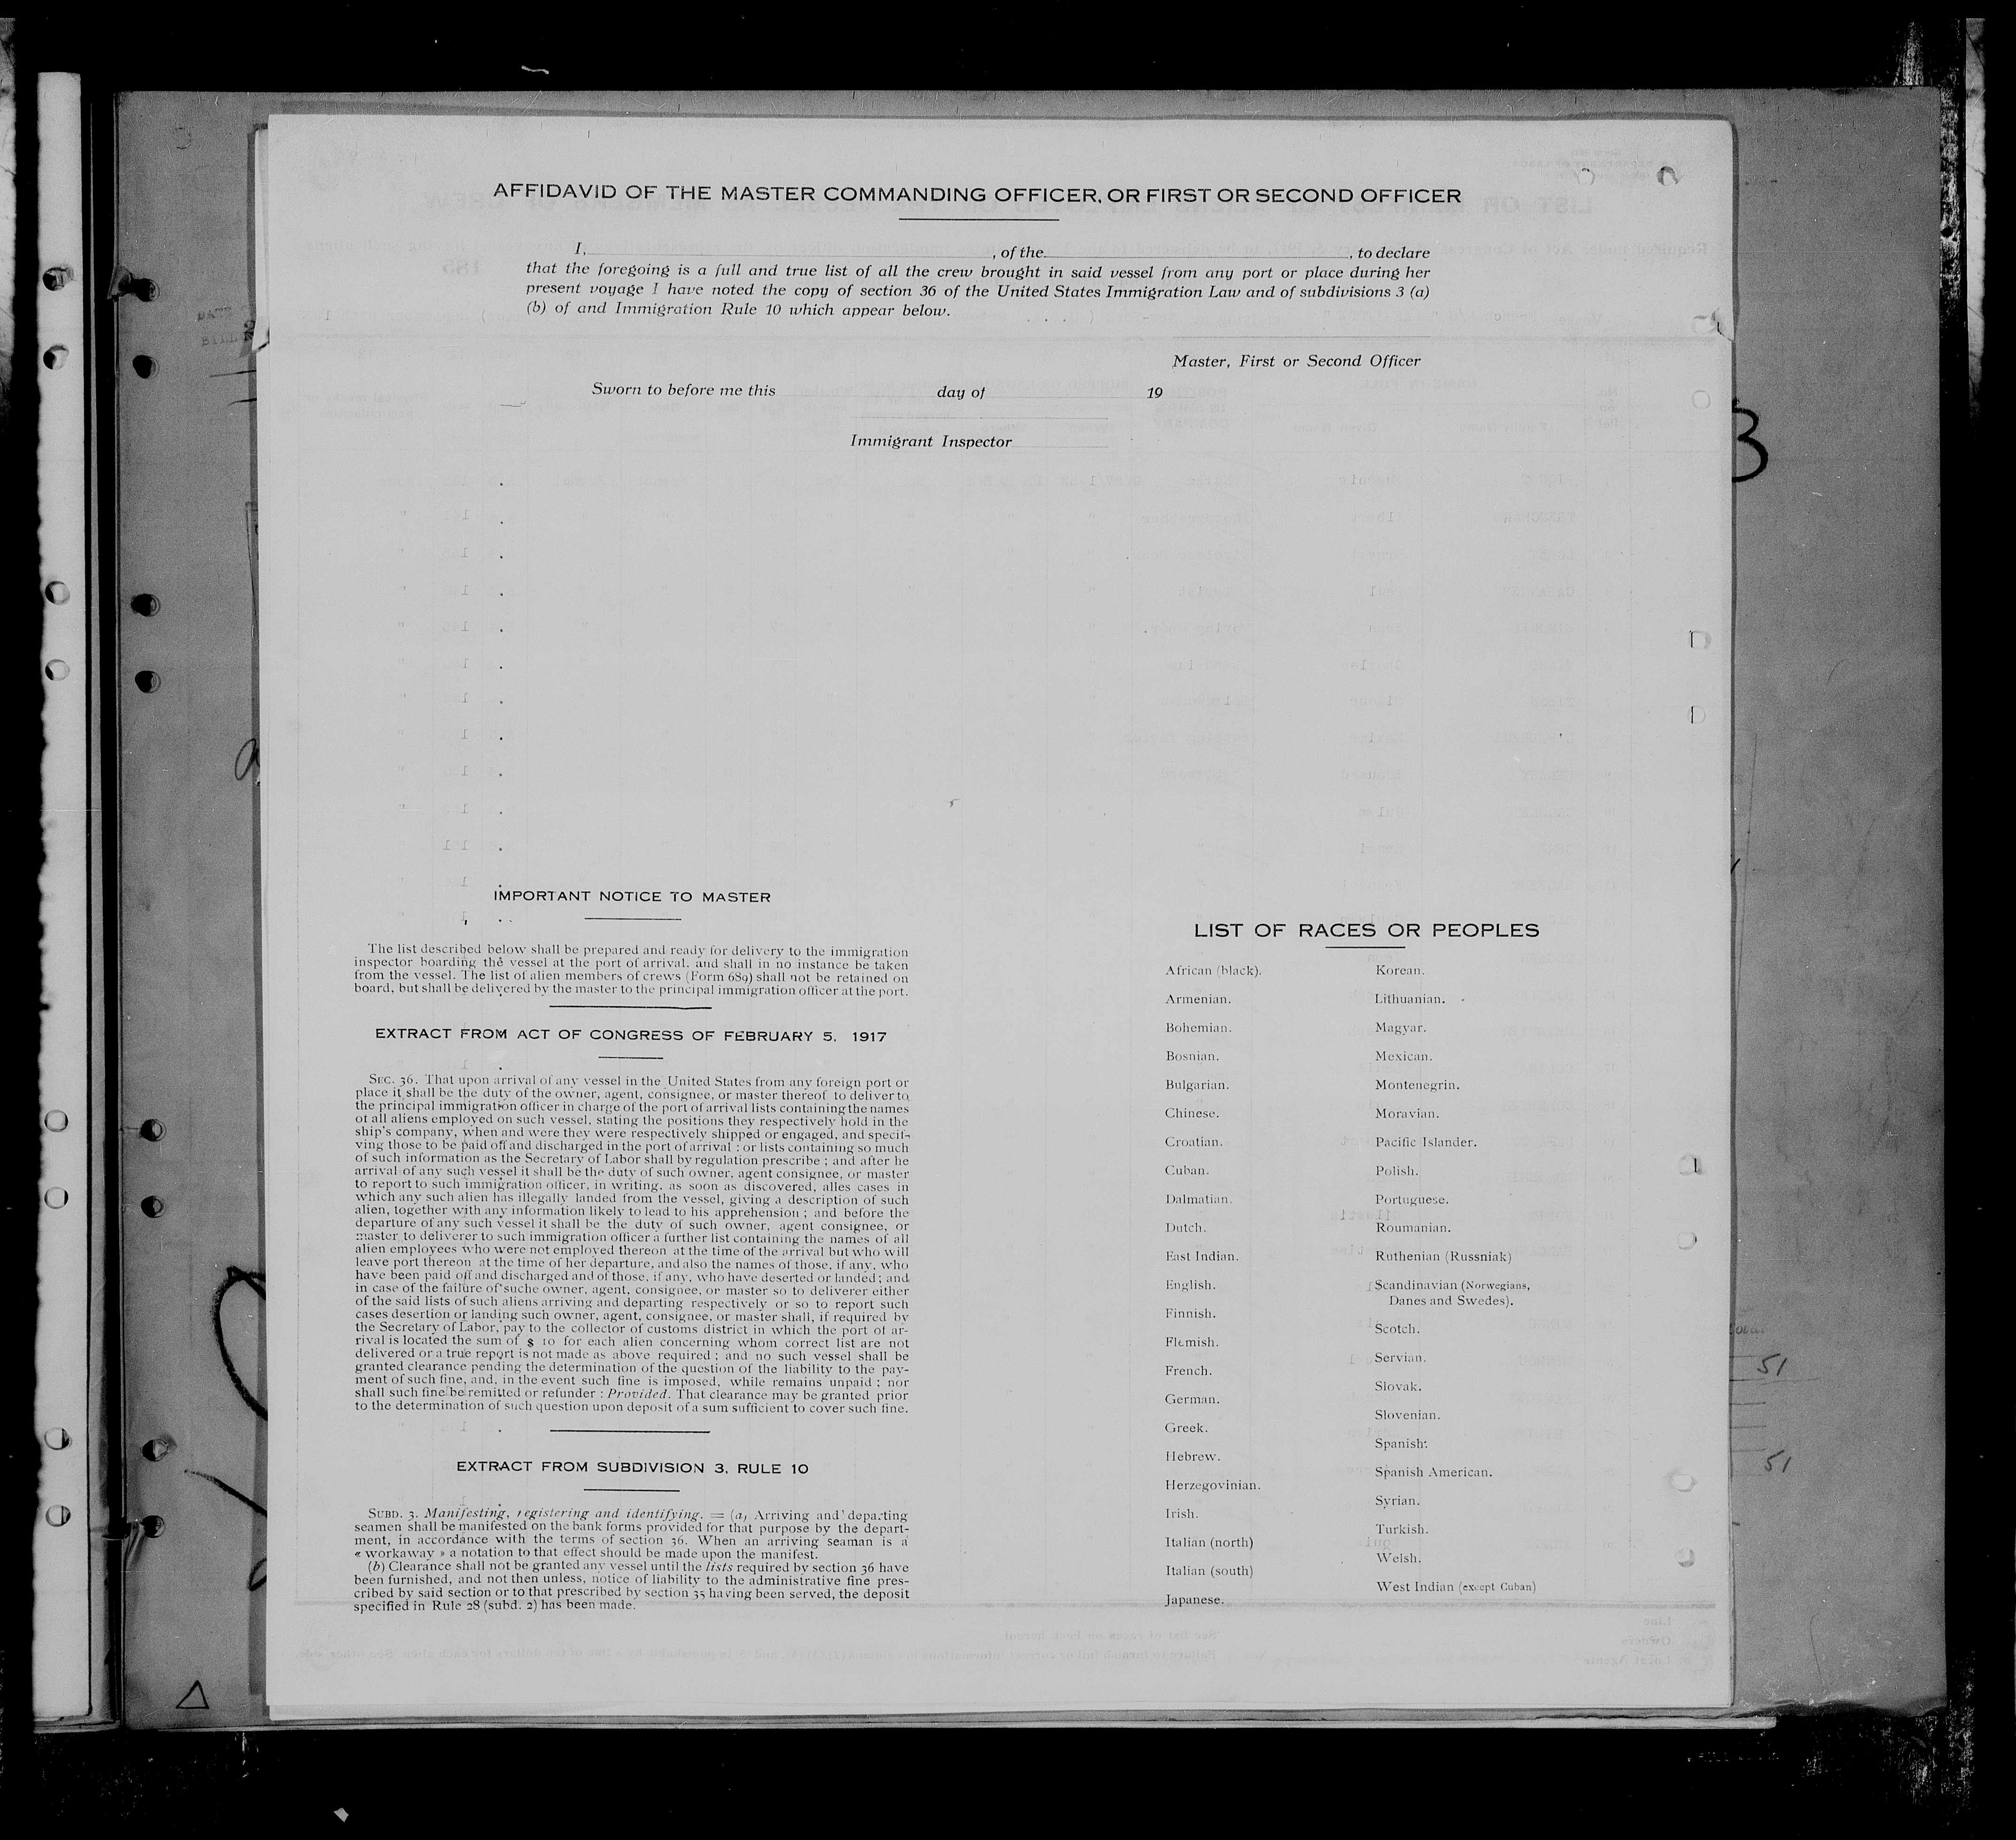 AFFIDAVID OF THE MASTER COMMANDING OFFICER, OR FIRST OR SECOND OFFICER
I, , of the , to declare
that the foregoing is a full and true list of all the crew brought in said vessel from any port or place during her
present voyage I have noted the copy of section 36 of the United States Immigration Law and of subdivisions 3 (a)
(b) of and Immigration Rule 10 which appear below.
Master, First or Second Officer
Sworn to before me this day of 19
Immigrant Inspector
IMPORTANT NOTICE TO MASTER
The list described below shall be prepared and ready for delivery to the immigration
inspector boarding the vessel at the port of arrival, and shall in no instance be taken
from the vessel. The list of alien members of crews (Form 689) shall not be retained on
board, but shall be delivered by the master to the principal immigration officer at the port.
EXTRACT FROM ACT OF CONGRESS OF FEBRUARY 5, 1917
SEC. 36. That upon arrival of any vessel in the United States from any foreign port or
place it shall be the duty of the owner, agent, consignee, or master thereof to deliver to
the principal immigration officer in charge of the port of arrival lists containing the names
ot all aliens employed on such vessel, stating the positions they respectively hold in the
ship's company, when and were they were respectively shipped or engaged, and specif-
ving those to be paid off and discharged in the port of arrival ; or lists containing so much
of such information as the Secretary of Labor shall by regulation prescribe ; and after he
arrival of any such vessel it shall be the duty of such owner, agent consignee, or master
to report to such immigration officer, in writing, as soon as discovered, alles cases in
which any such alien has illegally landed from the vessel, giving a description of such
alien, together with any information likely to lead to his apprehension ; and before the
departure of any such vessel it shall be the duty of such owner, agent consignee, or
master to deliverer to such immigration officer a further list containing the names of all
alien employees who were not employed thereon at the time of the arrival but who will
leave port thereon at the time of her departure, and also the names of those, if any, who
have been paid off and discharged and of those, if any, who have deserted or landed ; and
in case of the failure of suche owner, agent, consignee, or master so to deliverer either
of the said lists of such aliens arriving and departing respectively or so to report such
cases desertion or landing such owner, agent, consignee, or master shall, if required by
the Secretary of Labor, pay to the collector of customs district in which the port of ar-
rival is located the sum of $ 10 for each alien concerning whom correct list are not
delivered or a true report is not made as above required ; and no such vessel shall be
granted clearance pending the determination of the question of the liability to the pay-
ment of such fine, and, in the event such fine is imposed, while remains unpaid ; nor
shall such fine be remitted or refunder : Provided. That clearance may be granted prior
to the determination of such question upon deposit of a sum sufficient to cover such fine.
EXTRACT FROM SUBDIVISION 3, RULE 10
SUBD. 3. Manifesting, registering and identifying. = (a) Arriving and departing
seamen shall be manifested on the bank forms provided for that purpose by the depart-
ment, in accordance with the terms of section 36. When an arriving seaman is a
« workaway » a notation to that effect should be made upon the manifest.
(b) Clearance shall not be granted any vessel until the lists required by section 36 have
been furnished, and not then unless, notice of liability to the administrative fine pres-
cribed by said section or to that prescribed by section 35 having been served, the deposit
specified in Rule 28 (subd. 2) has been made.
LIST OF RACES OR PEOPLES
African (black).
Armenian.
Bohemian.
Bosnian.
Bulgarian.
Chinese.
Croatian.
Cuban.
Dalmatian.
Dutch.
East Indian.
English.
Finnish.
Flemish.
French.
German.
Greek.
Hebrew.
Herzegovinian.
Irish.
Italian (north)
Italian (south)
Japanese.
Korean.
Lithuanian.
Magyar.
Mexican.
Montenegrin.
Moravian.
Pacific Islander.
Polish.
Portuguese.
Roumanian.
Ruthenian (Russniak)
Scandinavian (Norwegians,
Danes and Swedes).
Scotch.
Servian.
Slovak.
Slovenian.
Spanish.
Spanish American.
Syrian.
Turkish.
Welsh.
West Indian (except Cuban)
51
51